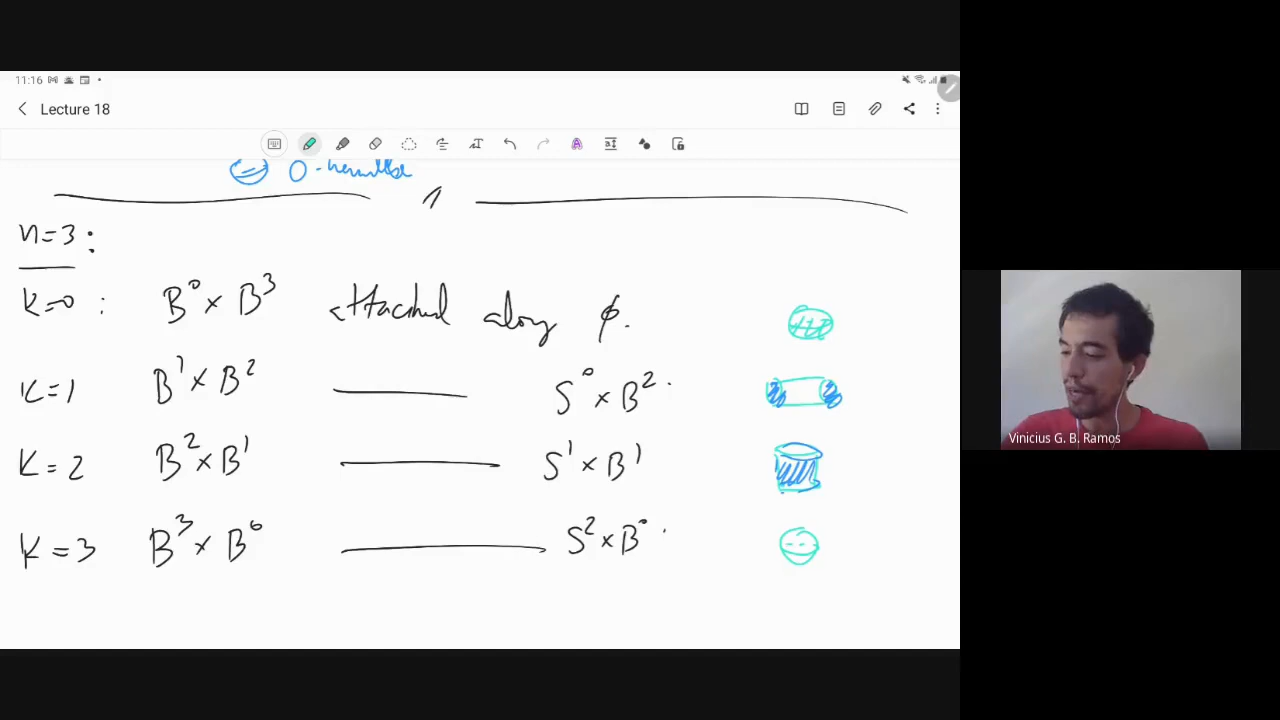 11:16
Lecture 18
0-handle
n=3:
k=0: B⁰ × B³ attached along ∅.
k=1 B¹ × B² ——— S⁰ × B².
k=2 B² × B¹ ——— S¹ × B¹
k=3 B³ × B⁰ ——— S² × B⁰.
Vinicius G. B. Ramos